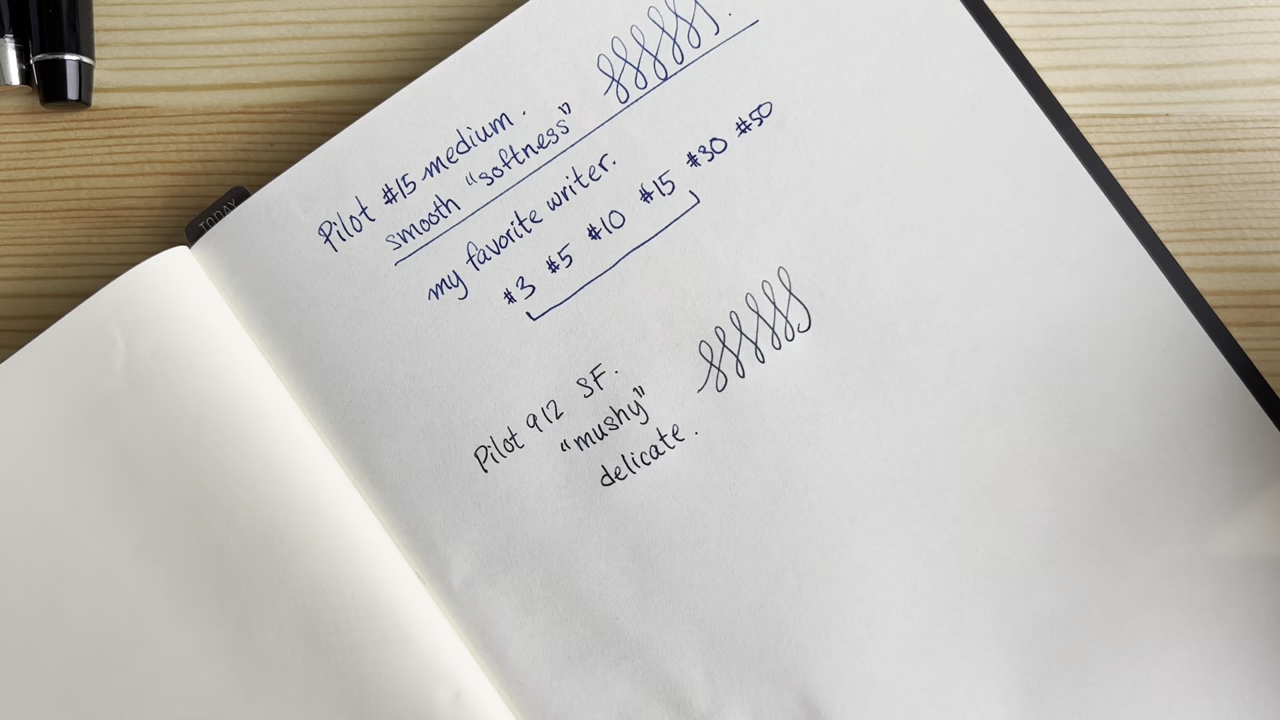 Pilot #15 medium.
smooth "softness"
my favorite writer.
#3 #5 #10 #15 #30 #50
Pilot 912 SF.
"mushy"
delicate.
TODAY